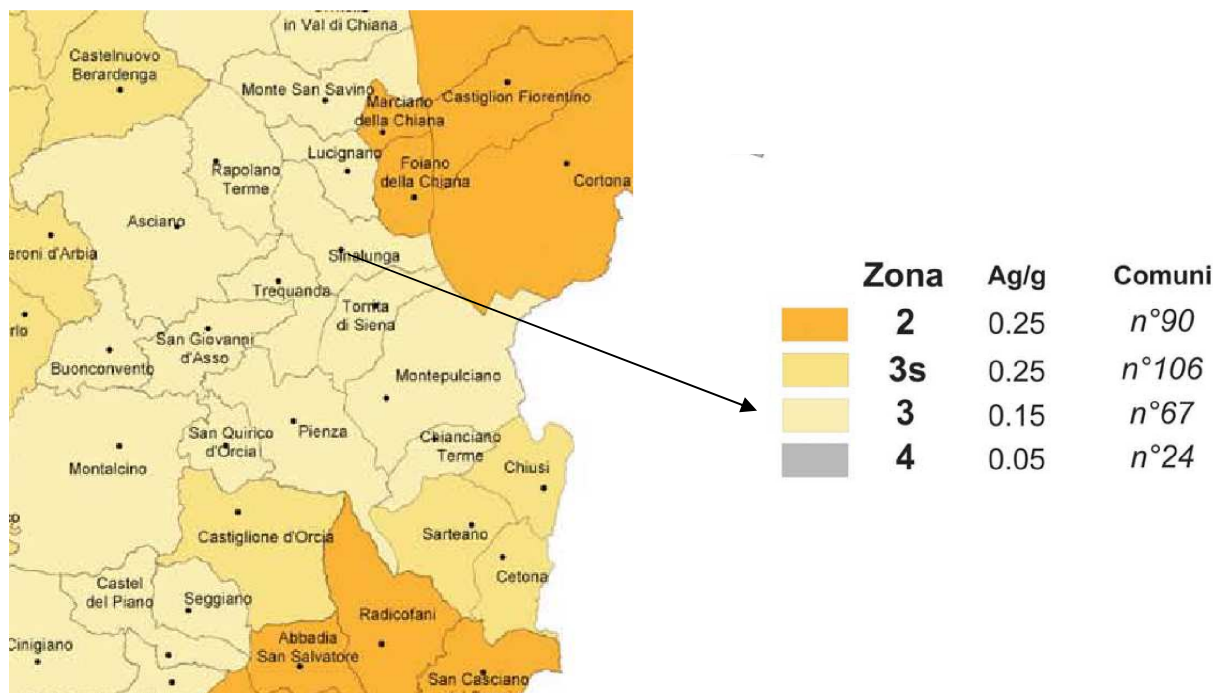 in Val di Chiana
Castelnuovo
Berardenga
Monte San Savino
Marciano
della Chiana
Castiglion Fiorentino
Lucignano
Rapolano
Terme
Foiano
della Chiana
Cortona
Asciano
eroni d'Arbia
Sinalunga
Trequanda
Torrita
di Siena
rlo
San Giovanni
d'Asso
Buonconvento
Montepulciano
San Quirico
d'Orcia
Pienza
Chianciano
Terme
Montalcino
Chiusi
Castiglione d'Orcia
Sarteano
co
Cetona
Castel
del Piano
Seggiano
Radicofani
Cinigiano
Abbadia
San Salvatore
San Casciano
Zona Ag/g Comuni
2 0.25 n°90
3s 0.25 n°106
3 0.15 n°67
4 0.05 n°24